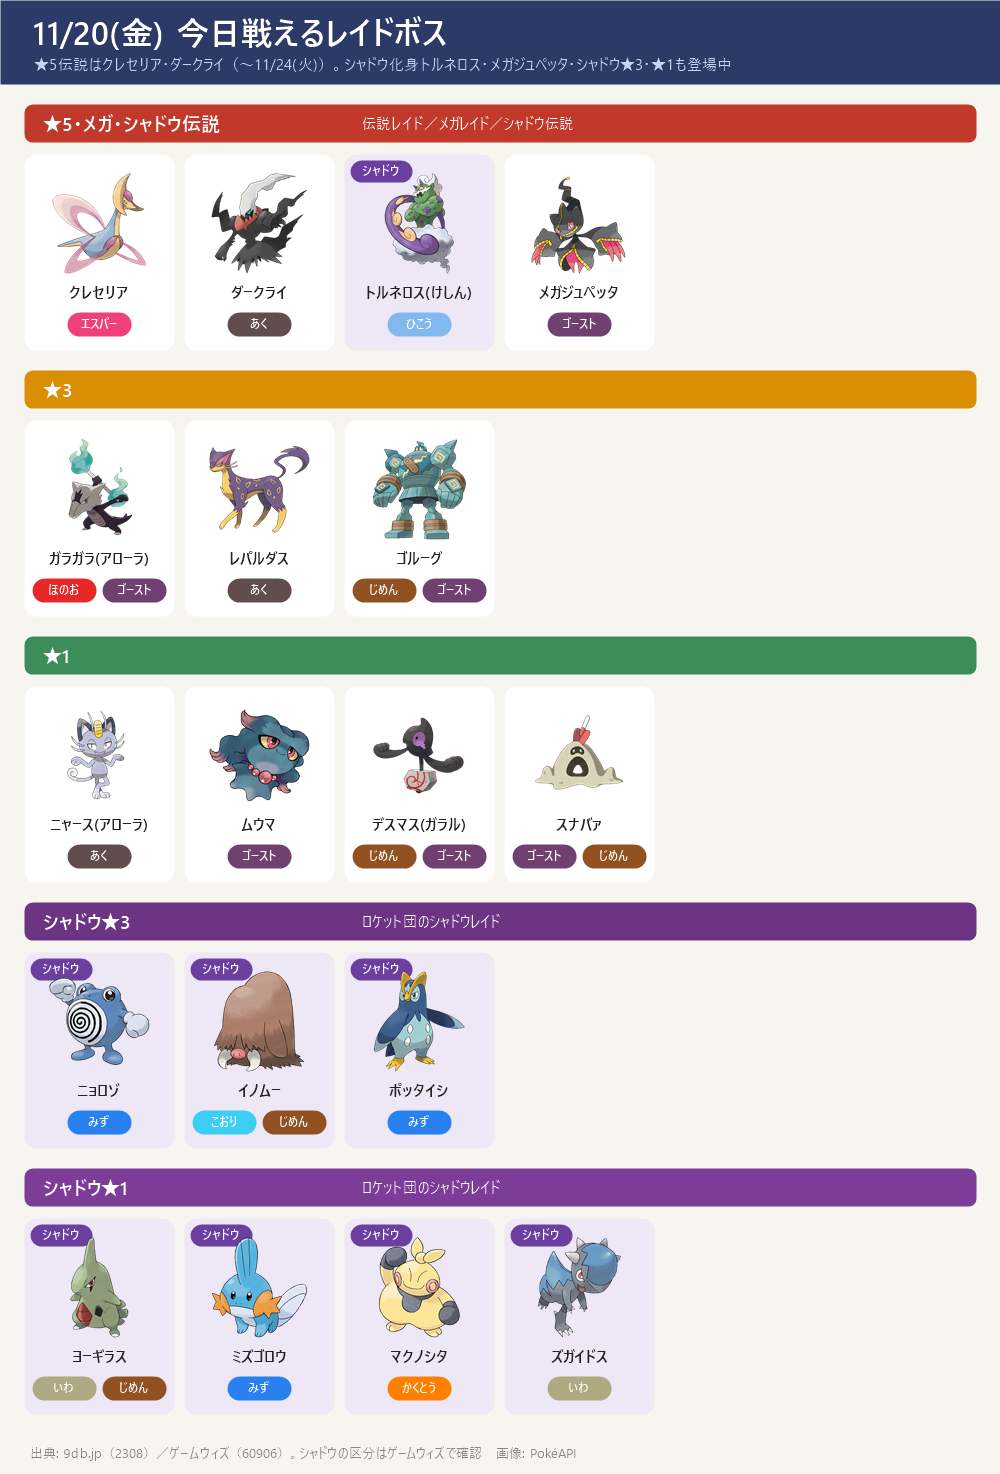 11/20(金) 今日戦えるレイドボス
★5伝説はクレセリア・ダークライ（～11/24(火)）。シャドウ化身トルネロス・メガジュペッタ・シャドウ★3・★1も登場中
★5・メガ・シャドウ伝説 伝説レイド／メガレイド／シャドウ伝説
シャドウ
クレセリア ダークライ トルネロス(けしん) メガジュペッタ
エスパー あく ひこう ゴースト
★3
ガラガラ(アローラ) レパルダス ゴルーグ
ほのお ゴースト あく じめん ゴースト
★1
ニャース(アローラ) ムウマ デスマス(ガラル) スナバァ
あく ゴースト じめん ゴースト ゴースト じめん
シャドウ★3 ロケット団のシャドウレイド
シャドウ シャドウ シャドウ
ニョロゾ イノムー ポッタイシ
みず こおり じめん みず
シャドウ★1 ロケット団のシャドウレイド
シャドウ シャドウ シャドウ シャドウ
ヨーギラス ミズゴロウ マクノシタ ズガイドス
いわ じめん みず かくとう いわ
出典: 9db.jp（2308）／ゲームウィズ（60906）。シャドウの区分はゲームウィズで確認 画像: PokéAPI